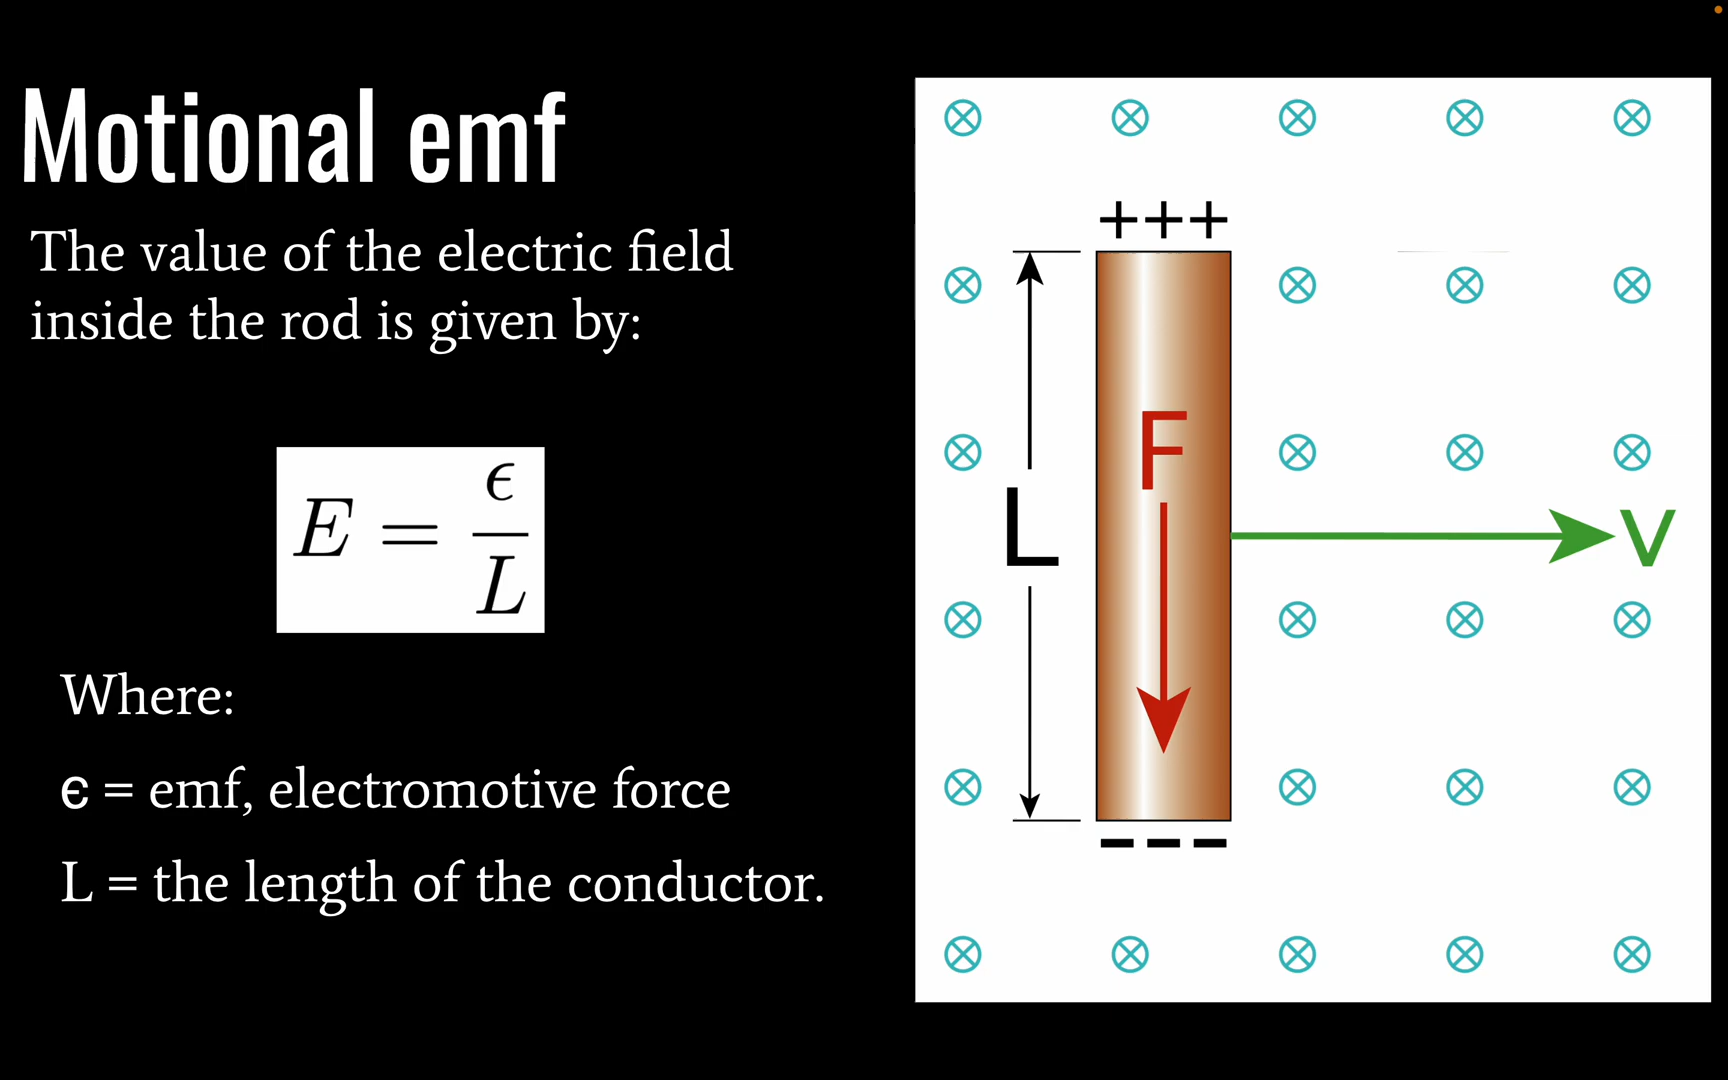 Motional emf
The value of the electric field
inside the rod is given by:
E = ϵ / L
Where:
ϵ = emf, electromotive force
L = the length of the conductor.
+++
F
L
v
---